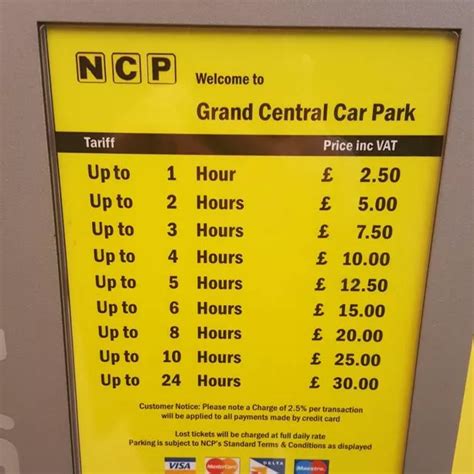 NCP Welcome to
Grand Central Car Park
Tariff Price inc VAT
Up to 1 Hour £ 2.50
Up to 2 Hours £ 5.00
Up to 3 Hours £ 7.50
Up to 4 Hours £ 10.00
Up to 5 Hours £ 12.50
Up to 6 Hours £ 15.00
Up to 8 Hours £ 20.00
Up to 10 Hours £ 25.00
Up to 24 Hours £ 30.00
Customer Notice: Please note a Charge of 2.5% per transaction
will be applied to all payments made by credit card
Lost tickets will be charged at full daily rate
Parking is subject to NCP's Standard Terms & Conditions as displayed
VISA MasterCard DELTA Maestro